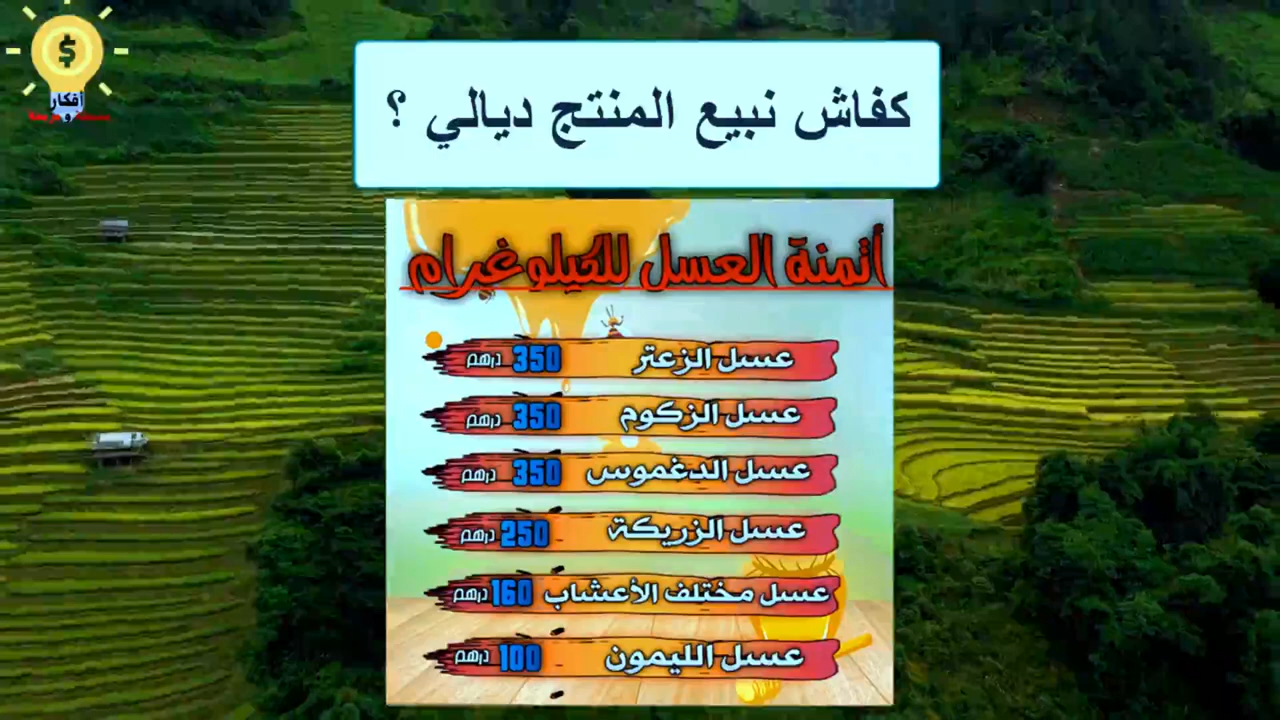 $
أفكار
كفاش نبيع المنتج ديالي ؟
أتمنة العسل للكيلوغرام
عسل الزعتر 350 درهم
عسل الزكوم 350 درهم
عسل الدغموس 350 درهم
عسل الزريكة 250 درهم
عسل مختلف الأعشاب 160 درهم
عسل الليمون 100 درهم